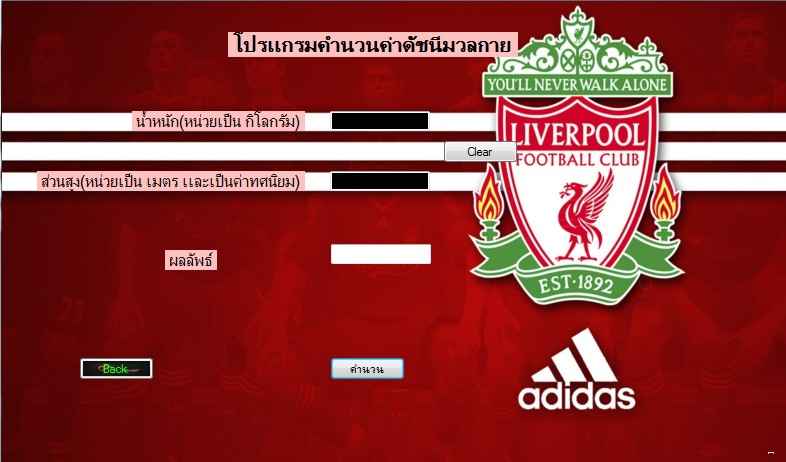 โปรแกรมคำนวนค่าดัชนีมวลกาย
YOU'LL NEVER WALK ALONE
น้ำหนัก(หน่วยเป็น กิโลกรัม)
LIVERPOOL
Clear
FOOTBALL CLUB
ส่วนสูง(หน่วยเป็น เมตร และเป็นค่าทศนิยม)
ผลลัพธ์
EST·1892
Back
คำนวน
adidas